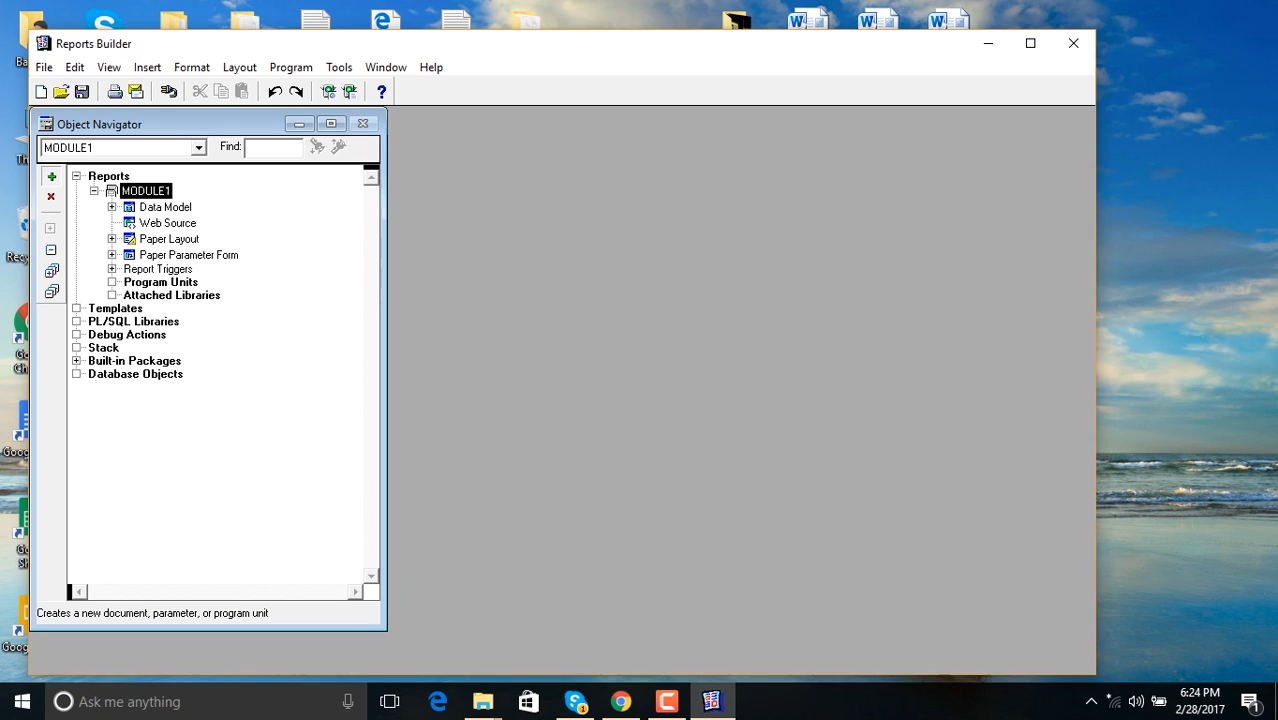 Reports Builder
File Edit View Insert Format Layout Program Tools Window Help
Object Navigator
MODULE1 Find:
Reports
MODULE1
Data Model
Web Source
Paper Layout
Paper Parameter Form
Report Triggers
Program Units
Attached Libraries
Templates
PL/SQL Libraries
Debug Actions
Stack
Built-in Packages
Database Objects
Creates a new document, parameter, or program unit
Ask me anything
6:24 PM
2/28/2017